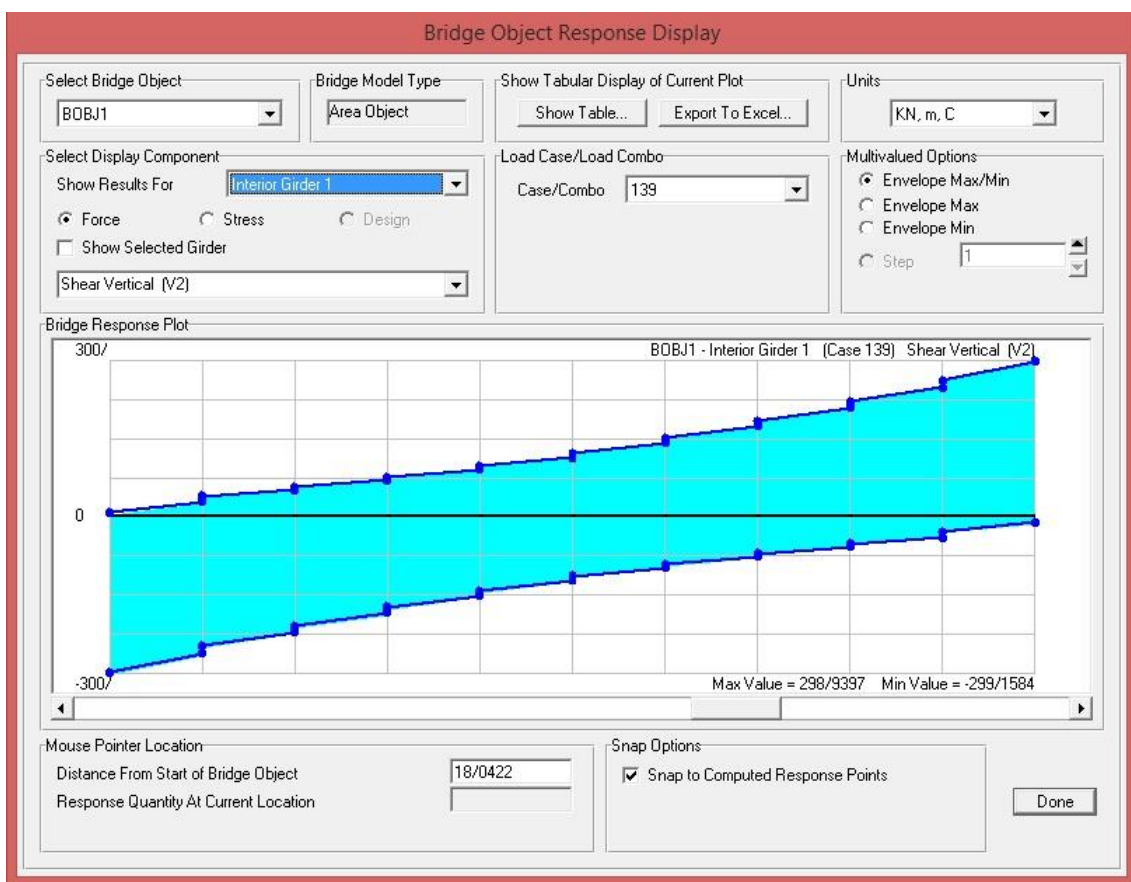 Bridge Object Response Display
Select Bridge Object
BOBJ1
Bridge Model Type
Area Object
Show Tabular Display of Current Plot
Show Table...
Export To Excel...
Units
KN, m, C
Select Display Component
Show Results For
Interior Girder 1
Force
Stress
Design
Show Selected Girder
Shear Vertical (V2)
Load Case/Load Combo
Case/Combo
139
Multivalued Options
Envelope Max/Min
Envelope Max
Envelope Min
Step
1
Bridge Response Plot
300/
BOBJ1 - Interior Girder 1 (Case 139) Shear Vertical (V2)
0
-300/
Max Value = 298/9397 Min Value = -299/1584
Mouse Pointer Location
Distance From Start of Bridge Object
18/0422
Response Quantity At Current Location
Snap Options
Snap to Computed Response Points
Done